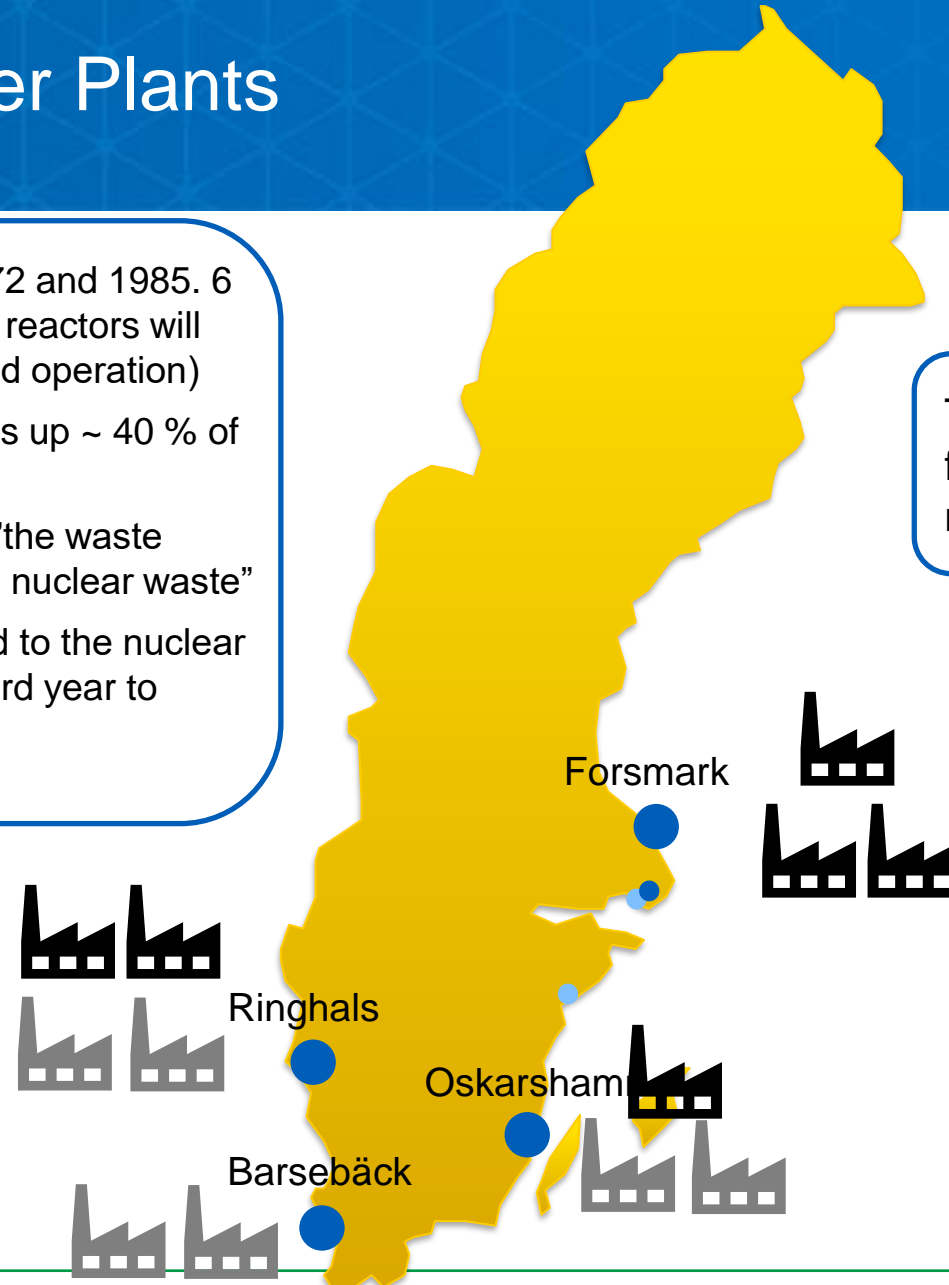 er Plants
72 and 1985. 6
reactors will
d operation)
s up ~ 40 % of
"the waste
nuclear waste”
d to the nuclear
rd year to
T
f
Forsmark
Ringhals
Oskarsham
Barsebäck